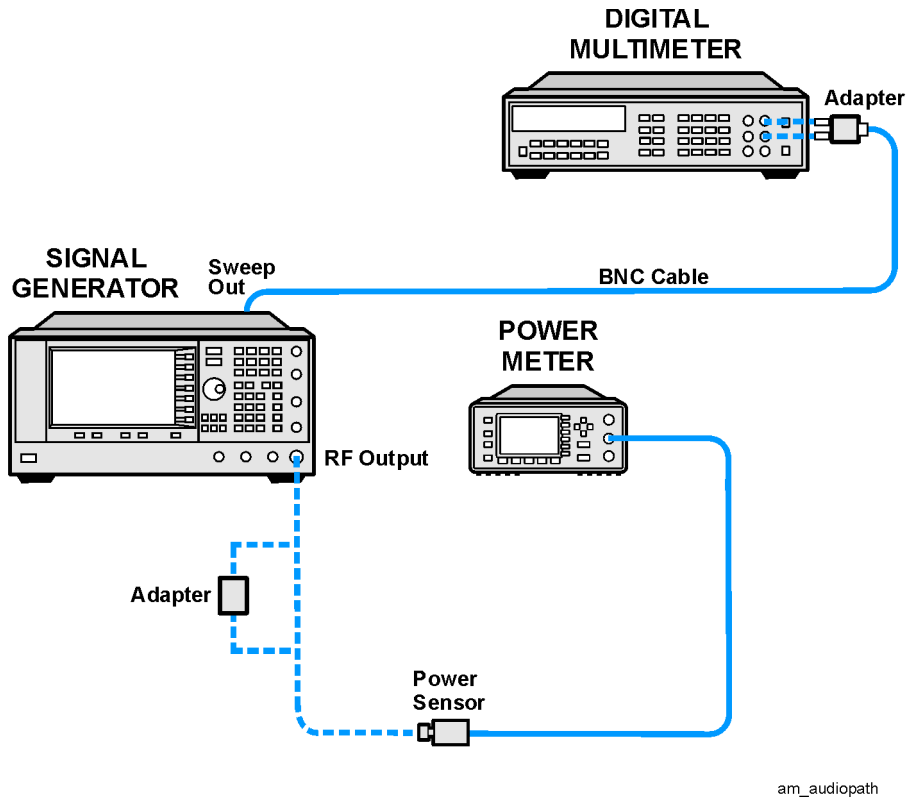 DIGITAL
MULTIMETER
Adapter
SIGNAL
GENERATOR
Sweep
Out
BNC Cable
POWER
METER
RF Output
Adapter
Power
Sensor
am_audiopath